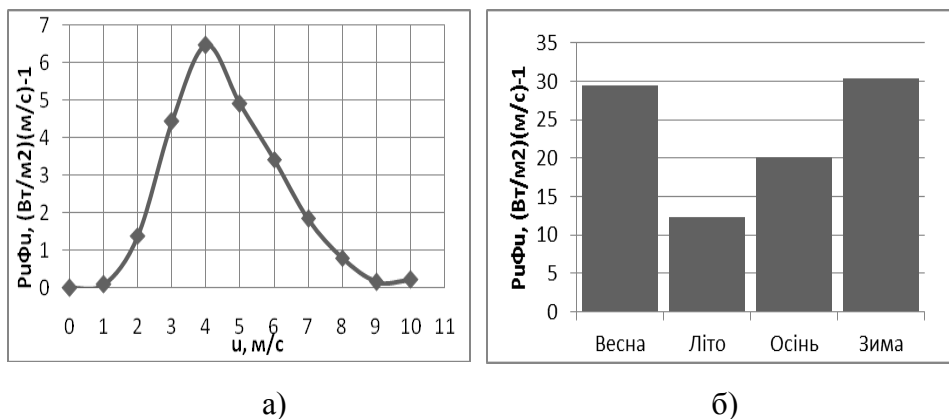 РuФu, (Вт/м2)(м/с)-1
7
6
5
4
3
2
1
0
0 1 2 3 4 5 6 7 8 9 10 11
u, м/с
а)
РuФu, (Вт/м2)(м/с)-1
35
30
25
20
15
10
5
0
Весна Літо Осінь Зима
б)